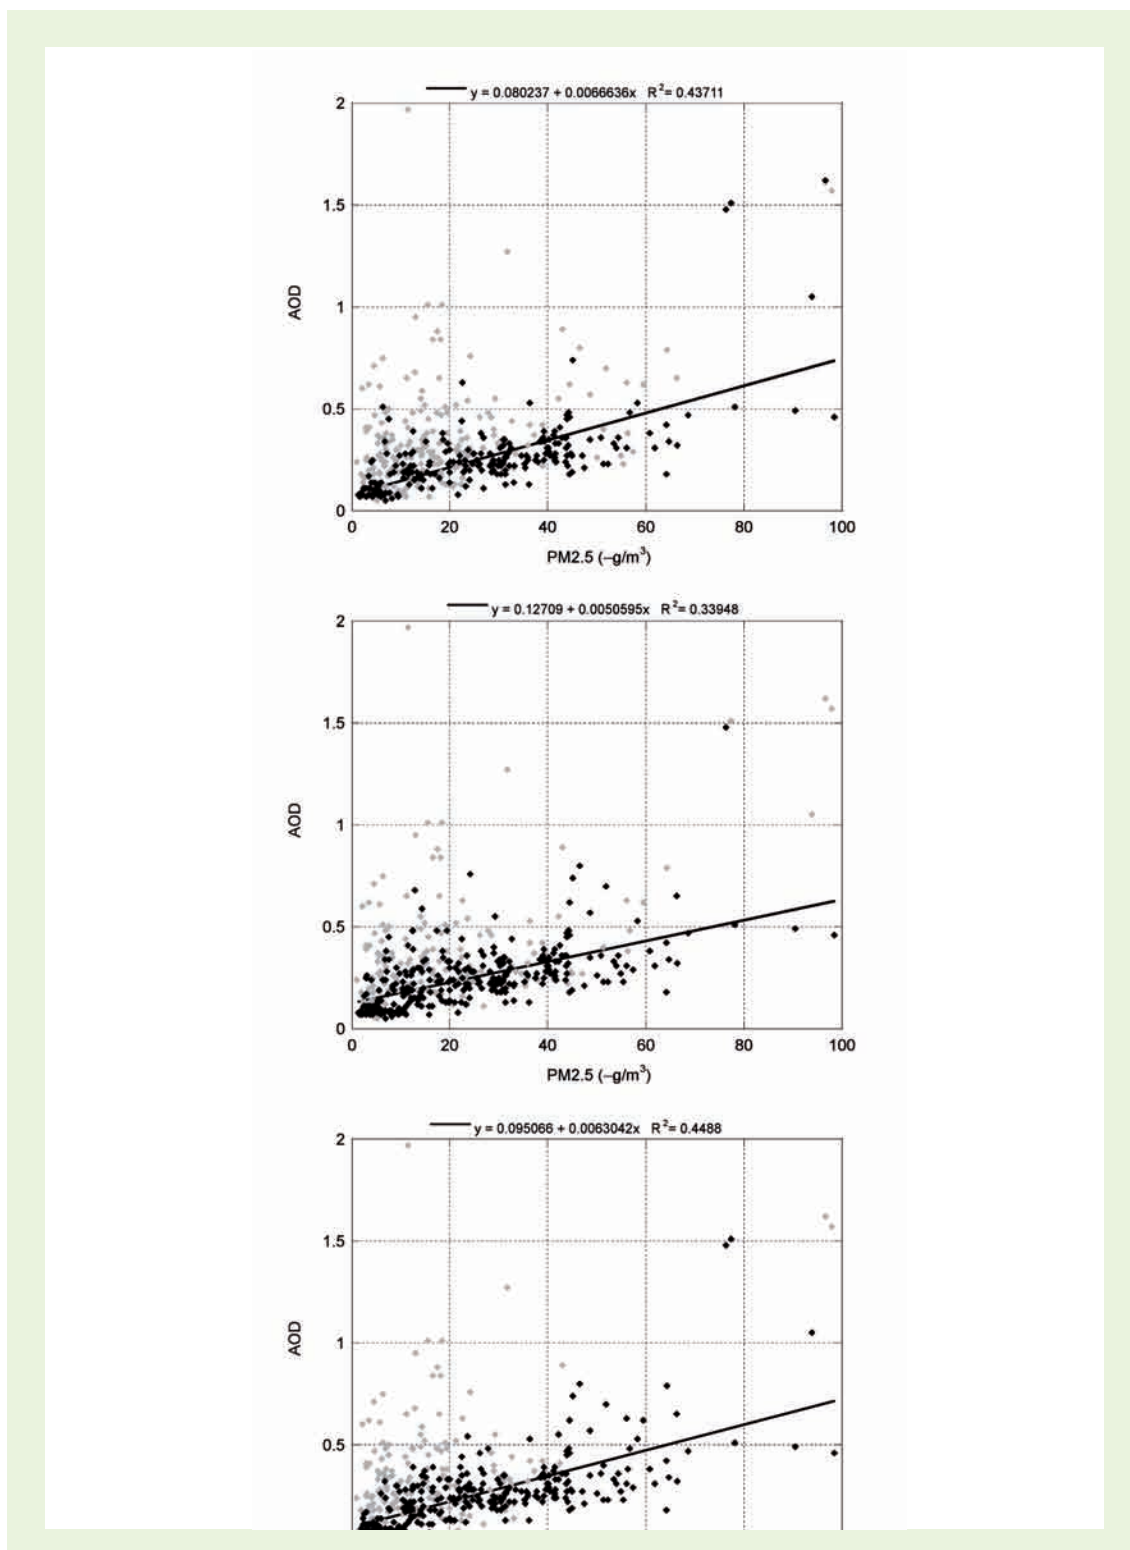 y = 0.080237 + 0.0066636x R²= 0.43711
2
1.5
1
0.5
0
AOD
0 20 40 60 80 100
PM2.5 (–g/m³)
y = 0.12709 + 0.0050595x R²= 0.33948
2
1.5
1
0.5
0
AOD
0 20 40 60 80 100
PM2.5 (–g/m³)
y = 0.095066 + 0.0063042x R²= 0.4488
2
1.5
1
0.5
AOD